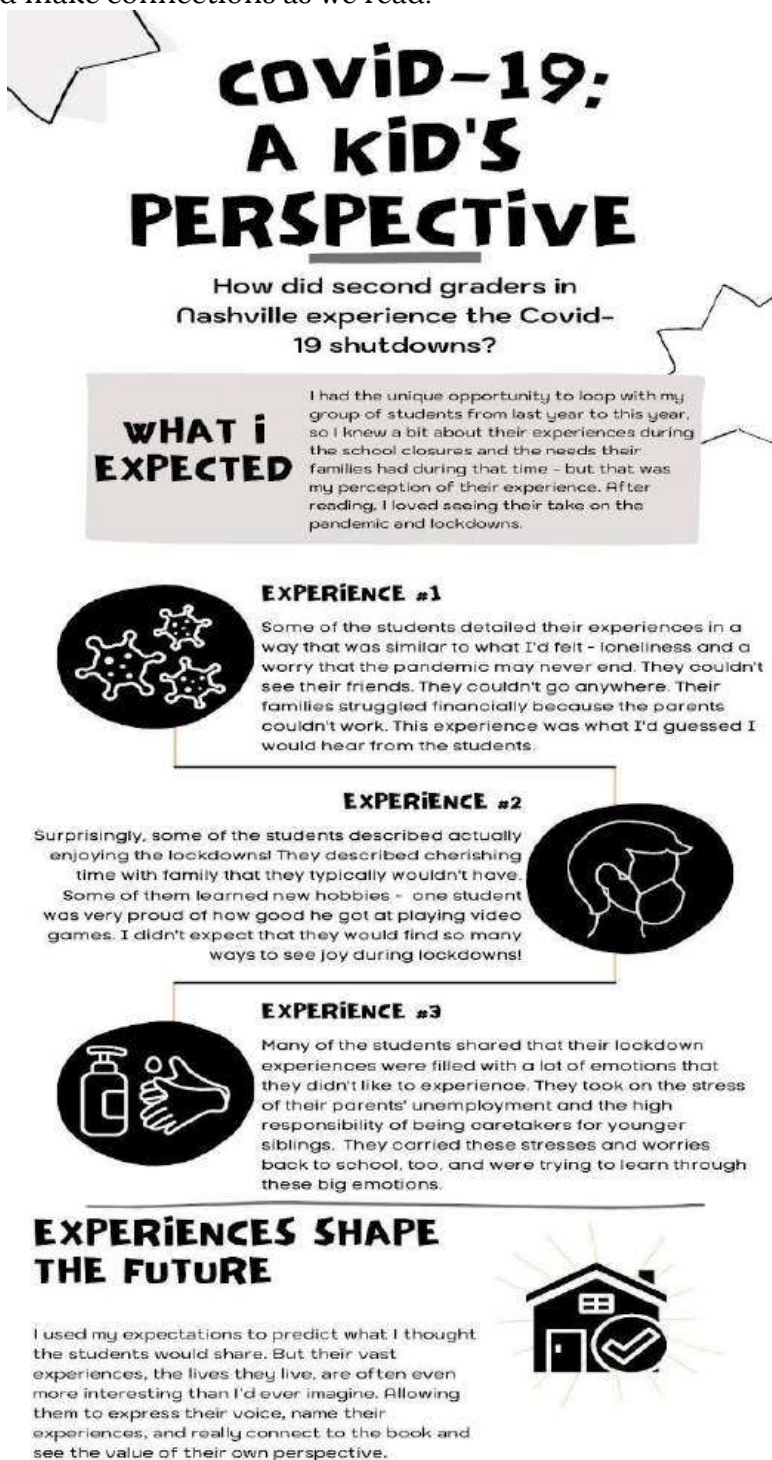 d make connections as we read.
COViD-19:
A KiD'S
PERSPECTiVE
How did second graders in
Nashville experience the Covid-
19 shutdowns?
WHAT i
EXPECTED
I had the unique opportunity to loop with my
group of students from last year to this year,
so I knew a bit about their experiences during
the school closures and the needs their
families had during that time - but that was
my perception of their experience. After
reading, I loved seeing their take on the
pandemic and lockdowns.
EXPERiENCE #1
Some of the students detailed their experiences in a
way that was similar to what I'd felt - loneliness and a
worry that the pandemic may never end. They couldn't
see their friends. They couldn't go anywhere. Their
families struggled financially because the parents
couldn't work. This experience was what I'd guessed I
would hear from the students.
EXPERiENCE #2
Surprisingly, some of the students described actually
enjoying the lockdowns! They described cherishing
time with family that they typically wouldn't have.
Some of them learned new hobbies - one student
was very proud of how good he got at playing video
games. I didn't expect that they would find so many
ways to see joy during lockdowns!
EXPERiENCE #3
Many of the students shared that their lockdown
experiences were filled with a lot of emotions that
they didn't like to experience. They took on the stress
of their parents' unemployment and the high
responsibility of being caretakers for younger
siblings. They carried these stresses and worries
back to school, too, and were trying to learn through
these big emotions.
EXPERiENCES SHAPE
THE FUTURE
I used my expectations to predict what I thought
the students would share. But their vast
experiences, the lives they live, are often even
more interesting than I'd ever imagine. Allowing
them to express their voice, name their
experiences, and really connect to the book and
see the value of their own perspective.